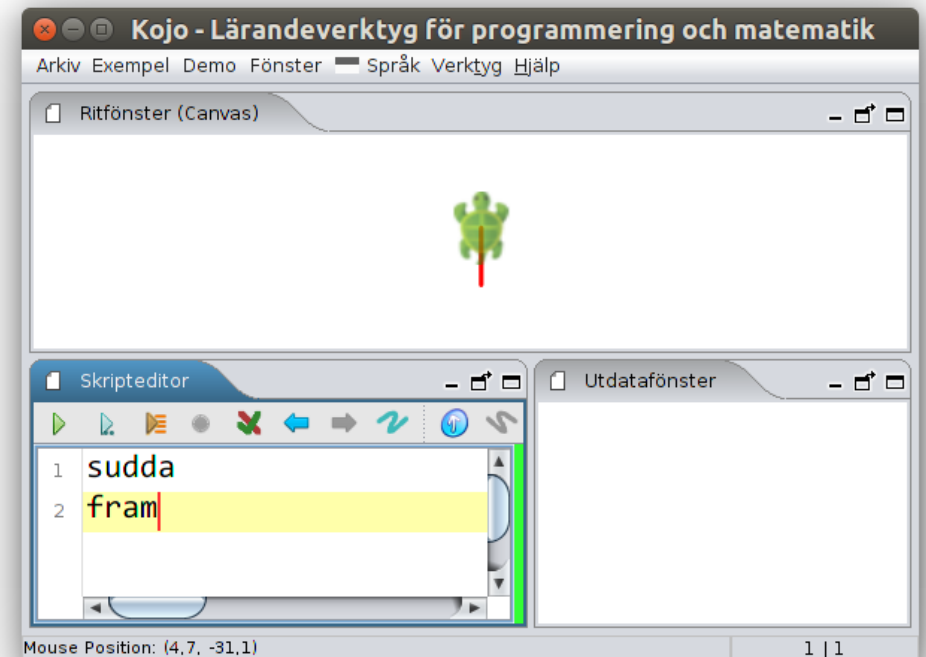 Kojo - Lärandeverktyg för programmering och matematik
Arkiv Exempel Demo Fönster Språk Verktyg Hjälp
Ritfönster (Canvas)
Skripteditor
Utdatafönster
1 sudda
2 fram
Mouse Position: (4,7, -31,1)
1 | 1